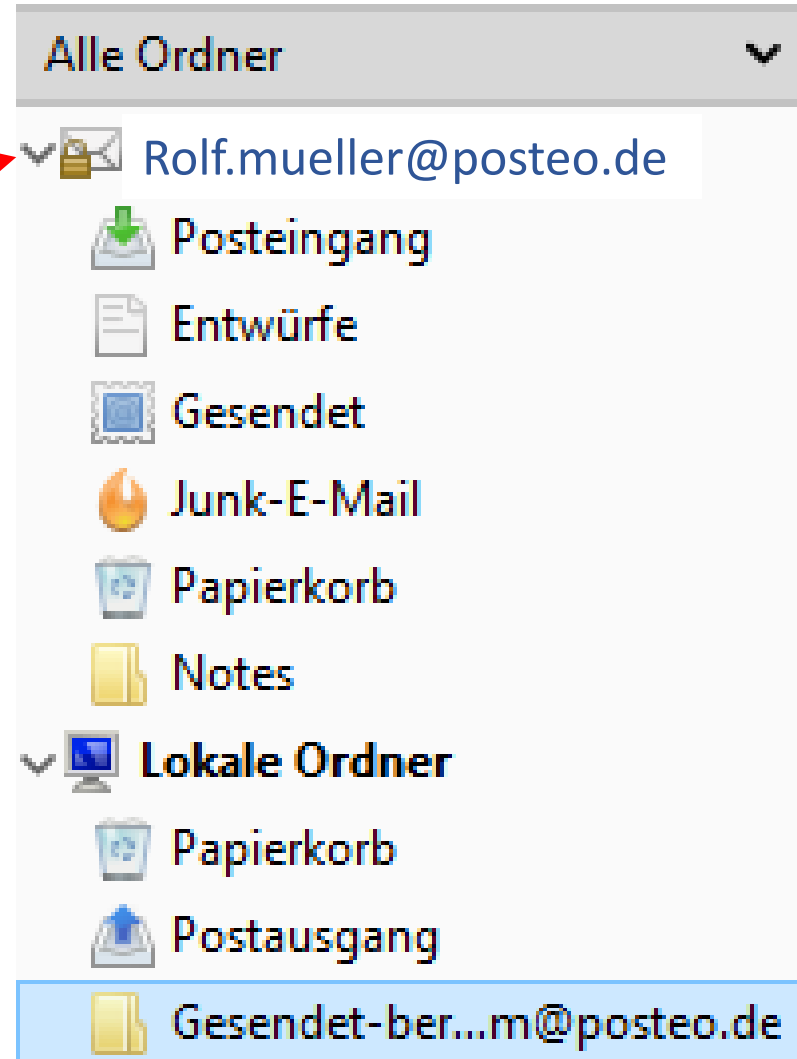 Alle Ordner
Rolf.mueller@posteo.de
Posteingang
Entwürfe
Gesendet
Junk-E-Mail
Papierkorb
Notes
Lokale Ordner
Papierkorb
Postausgang
Gesendet-ber...m@posteo.de